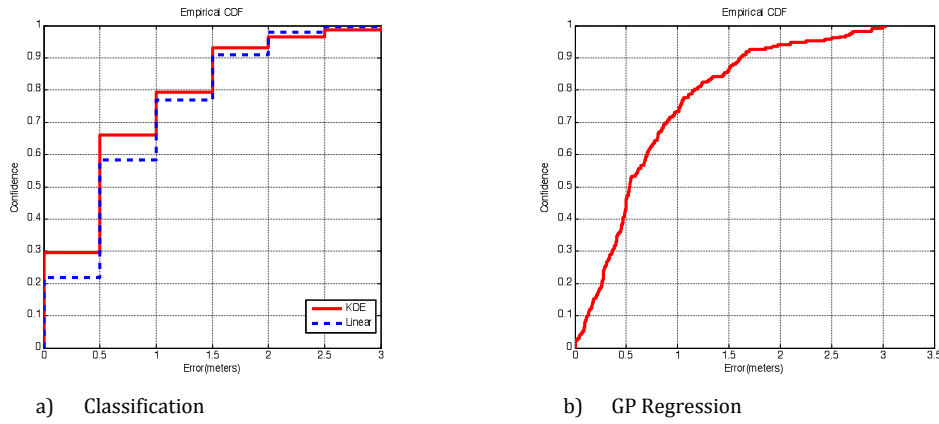 Empirical CDF
1
0.9
0.8
0.7
0.6
0.5
0.4
0.3
0.2
0.1
0
Confidence
KDE
Linear
0 0.5 1 1.5 2 2.5 3
Error(meters)
a) Classification
Empirical CDF
1
0.9
0.8
0.7
0.6
0.5
0.4
0.3
0.2
0.1
0
Confidence
0 0.5 1 1.5 2 2.5 3 3.5
Error(meters)
b) GP Regression